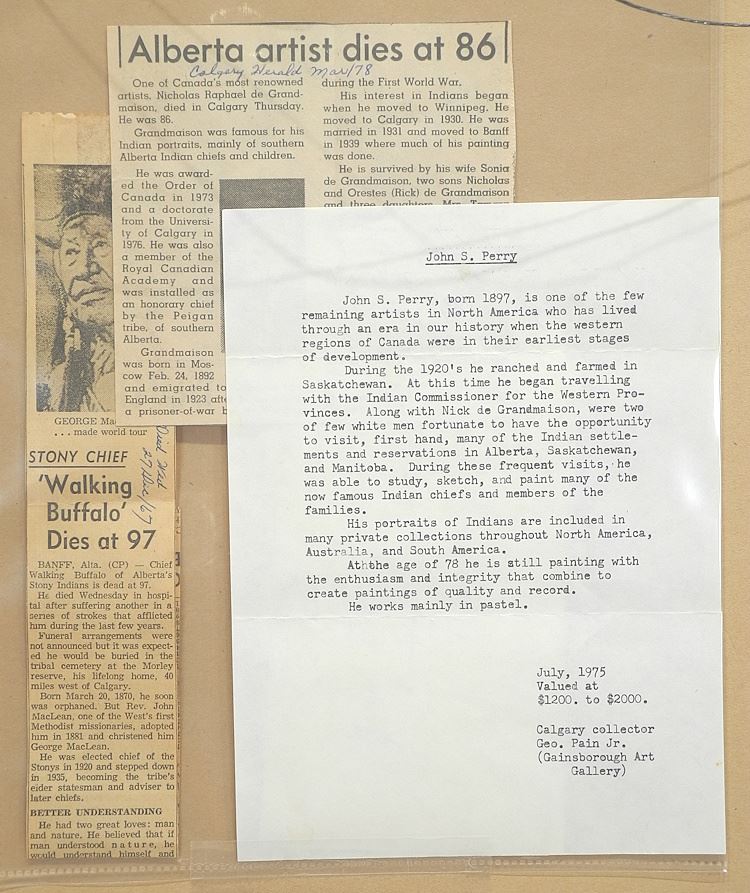 Alberta artist dies at 86
Calgary Herald Mar/78
One of Canada's most renowned
artists, Nicholas Raphael de Grand-
maison, died in Calgary Thursday.
He was 86.
Grandmaison was famous for his
Indian portraits, mainly of southern
Alberta Indian chiefs and children.
He was award-
ed the Order of
Canada in 1973
and a doctorate
from the Universi-
ty of Calgary in
1976. He was also
a member of the
Royal Canadian
Academy and
was installed as
an honorary chief
by the Peigan
tribe, of southern
Alberta.
Grandmaison
was born in Mos-
cow Feb. 24, 1892
and emigrated to
England in 1923
a prisoner-of-war
during the First World War.
His interest in Indians began
when he moved to Winnipeg. He
moved to Calgary in 1930. He was
married in 1931 and moved to Banff
in 1939 where much of his painting
was done.
He is survived by his wife Sonia
de Grandmaison, two sons Nicholas
and Orestes (Rick) de Grandmaison
and three daughters, Mrs.
GEORGE
. . . made world tour
Died Wed
27 Dec/67
STONY CHIEF
'Walking
Buffalo'
Dies at 97
BANFF, Alta. (CP) — Chief
Walking Buffalo of Alberta's
Stony Indians is dead at 97.
He died Wednesday in hospi-
tal after suffering another in a
series of strokes that afflicted
him during the last few years.
Funeral arrangements were
not announced but it was expect-
ed he would be buried in the
tribal cemetery at the Morley
reserve, his lifelong home, 40
miles west of Calgary.
Born March 20, 1870, he soon
was orphaned. But Rev. John
MacLean, one of the West's first
Methodist missionaries, adopted
him in 1881 and christened him
George MacLean.
He was elected chief of the
Stonys in 1920 and stepped down
in 1935, becoming the tribe's
elder statesman and adviser to
later chiefs.
BETTER UNDERSTANDING
He had two great loves: man
and nature. He believed that if
man understood nature, he
would understand himself and
John S. Perry
John S. Perry, born 1897, is one of the few
remaining artists in North America who has lived
through an era in our history when the western
regions of Canada were in their earliest stages
of development.
During the 1920's he ranched and farmed in
Saskatchewan. At this time he began travelling
with the Indian Commissioner for the Western Pro-
vinces. Along with Nick de Grandmaison, were two
of few white men fortunate to have the opportunity
to visit, first hand, many of the Indian settle-
ments and reservations in Alberta, Saskatchewan,
and Manitoba. During these frequent visits, he
was able to study, sketch, and paint many of the
now famous Indian chiefs and members of the
families.
His portraits of Indians are included in
many private collections throughout North America,
Australia, and South America.
Aththe age of 78 he is still painting with
the enthusiasm and integrity that combine to
create paintings of quality and record.
He works mainly in pastel.
July, 1975
Valued at
$1200. to $2000.
Calgary collector
Geo. Pain Jr.
(Gainsborough Art
Gallery)